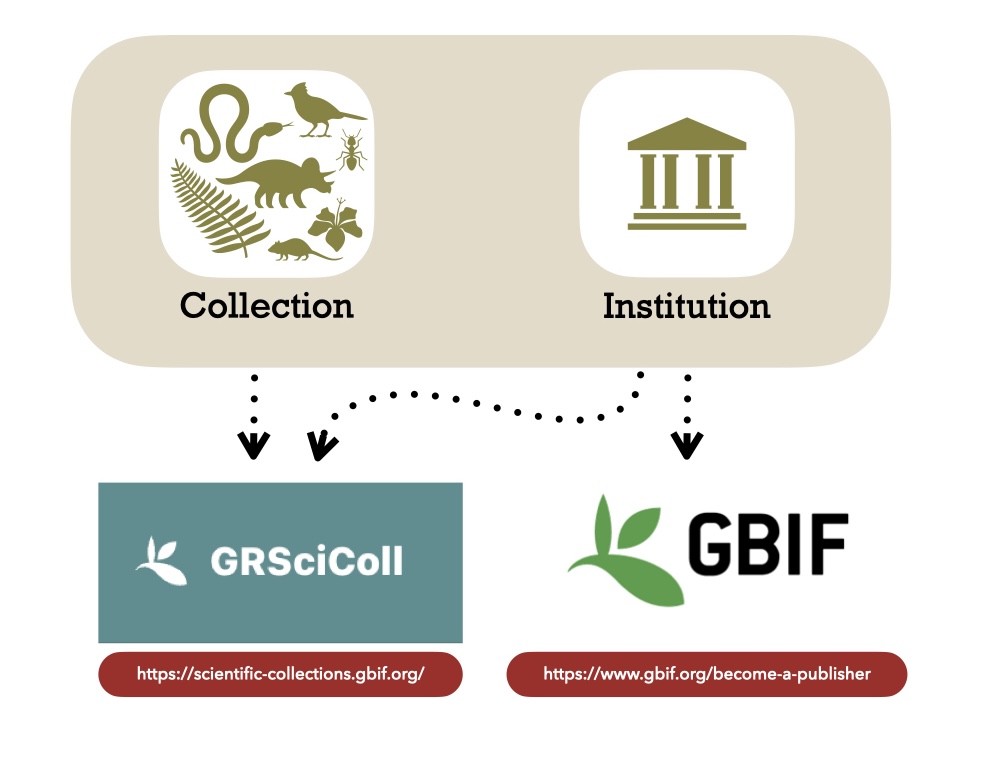 Collection
Institution
GRSciColl
GBIF
https://scientific-collections.gbif.org/
https://www.gbif.org/become-a-publisher